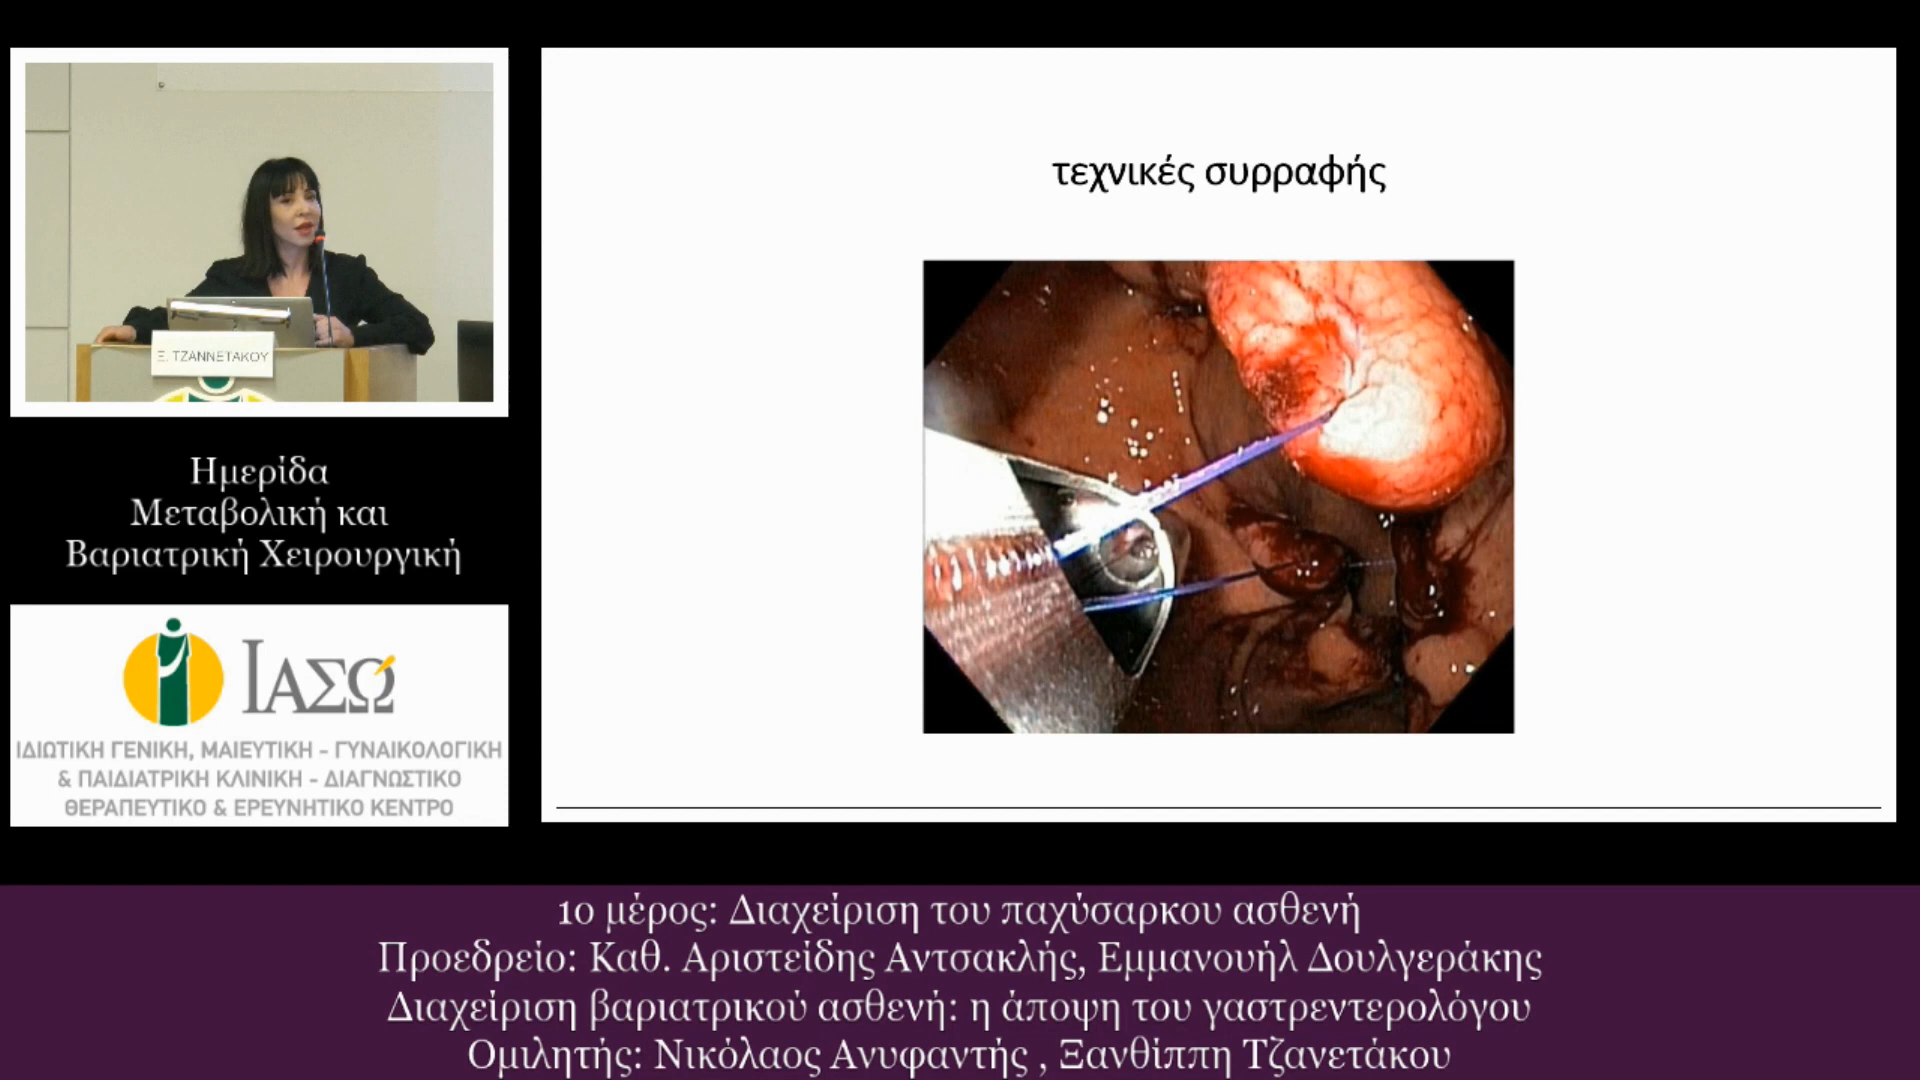 Ξ. ΤΖΑΝΝΕΤΑΚΟΥ
τεχνικές συρραφής
Ημερίδα
Μεταβολική και
Βαριατρική Χειρουργική
ΙΑΣΩ
ΙΔΙΩΤΙΚΗ ΓΕΝΙΚΗ, ΜΑΙΕΥΤΙΚΗ - ΓΥΝΑΙΚΟΛΟΓΙΚΗ
& ΠΑΙΔΙΑΤΡΙΚΗ ΚΛΙΝΙΚΗ - ΔΙΑΓΝΩΣΤΙΚΟ
ΘΕΡΑΠΕΥΤΙΚΟ & ΕΡΕΥΝΗΤΙΚΟ ΚΕΝΤΡΟ
1ο μέρος: Διαχείριση του παχύσαρκου ασθενή
Προεδρείο: Καθ. Αριστείδης Αντσακλής, Εμμανουήλ Δουλγεράκης
Διαχείριση βαριατρικού ασθενή: η άποψη του γαστρεντερολόγου
Ομιλητής: Νικόλαος Ανυφαντής , Ξανθίππη Τζανετάκου